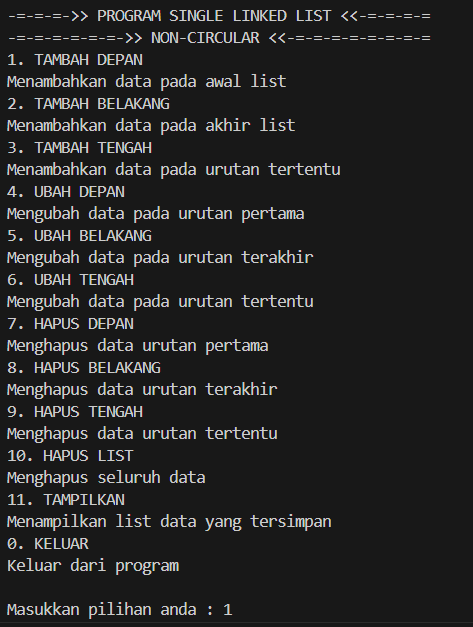 -=-=-=->> PROGRAM SINGLE LINKED LIST <<-=-=-=-=
-=-=-=-=-=-=->> NON-CIRCULAR <<-=-=-=-=-=-=-=-=
1. TAMBAH DEPAN
Menambahkan data pada awal list
2. TAMBAH BELAKANG
Menambahkan data pada akhir list
3. TAMBAH TENGAH
Menambahkan data pada urutan tertentu
4. UBAH DEPAN
Mengubah data pada urutan pertama
5. UBAH BELAKANG
Mengubah data pada urutan terakhir
6. UBAH TENGAH
Mengubah data pada urutan tertentu
7. HAPUS DEPAN
Menghapus data urutan pertama
8. HAPUS BELAKANG
Menghapus data urutan terakhir
9. HAPUS TENGAH
Menghapus data urutan tertentu
10. HAPUS LIST
Menghapus seluruh data
11. TAMPILKAN
Menampilkan list data yang tersimpan
0. KELUAR
Keluar dari program
Masukkan pilihan anda : 1